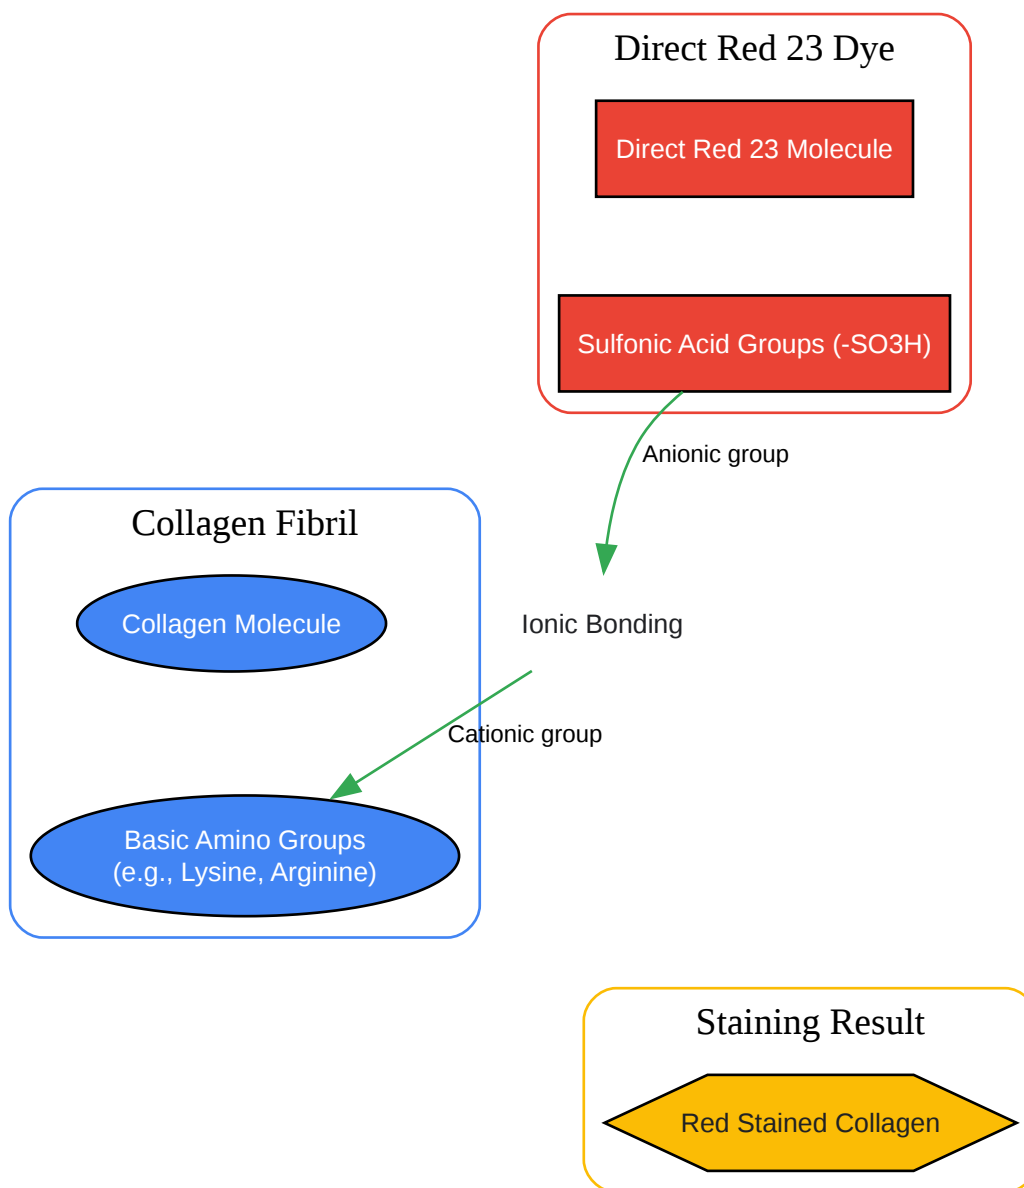 Direct Red 23 Dye
Direct Red 23 Molecule
Sulfonic Acid Groups (-SO3H)
Anionic group
Collagen Fibril
Collagen Molecule
Ionic Bonding
Cationic group
Basic Amino Groups
(e.g., Lysine, Arginine)
Staining Result
Red Stained Collagen